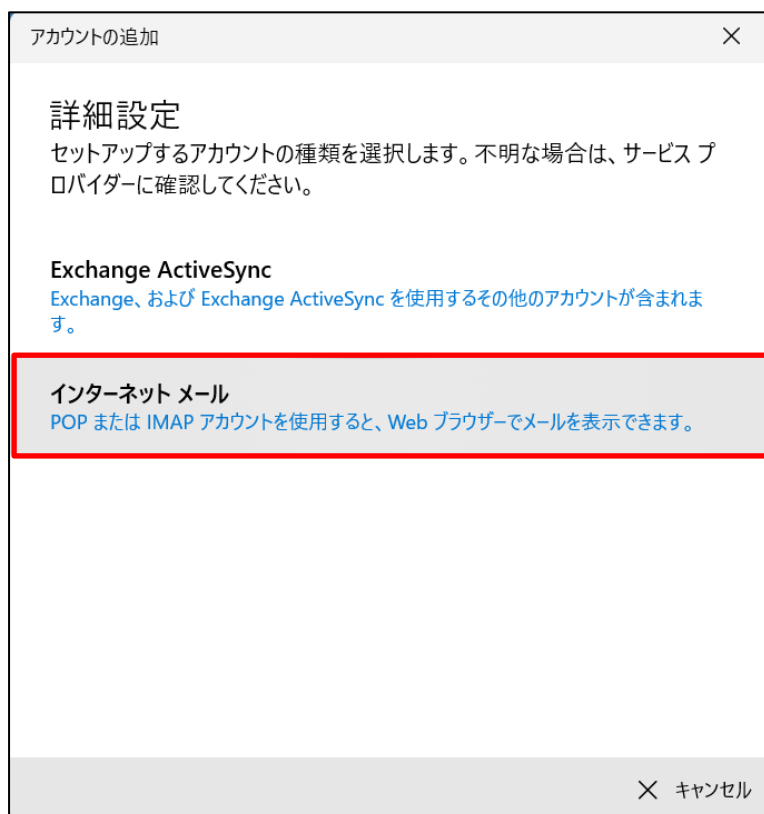 アカウントの追加
詳細設定
セットアップするアカウントの種類を選択します。不明な場合は、サービス プ
ロバイダーに確認してください。
Exchange ActiveSync
Exchange、および Exchange ActiveSync を使用するその他のアカウントが含まれま
す。
インターネット メール
POP または IMAP アカウントを使用すると、Web ブラウザーでメールを表示できます。
キャンセル